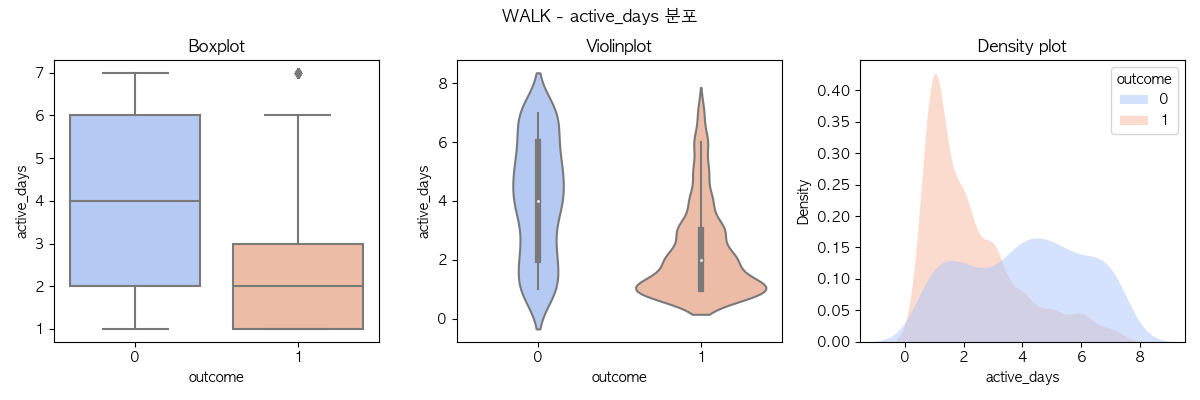 WALK - active_days 분포
Boxplot
7
6
5
4
3
2
1
active_days
0
1
outcome
Violinplot
8
6
4
2
0
active_days
0
1
outcome
Density plot
0.40
0.35
0.30
0.25
0.20
0.15
0.10
0.05
0.00
Density
outcome
0
1
0
2
4
6
8
active_days